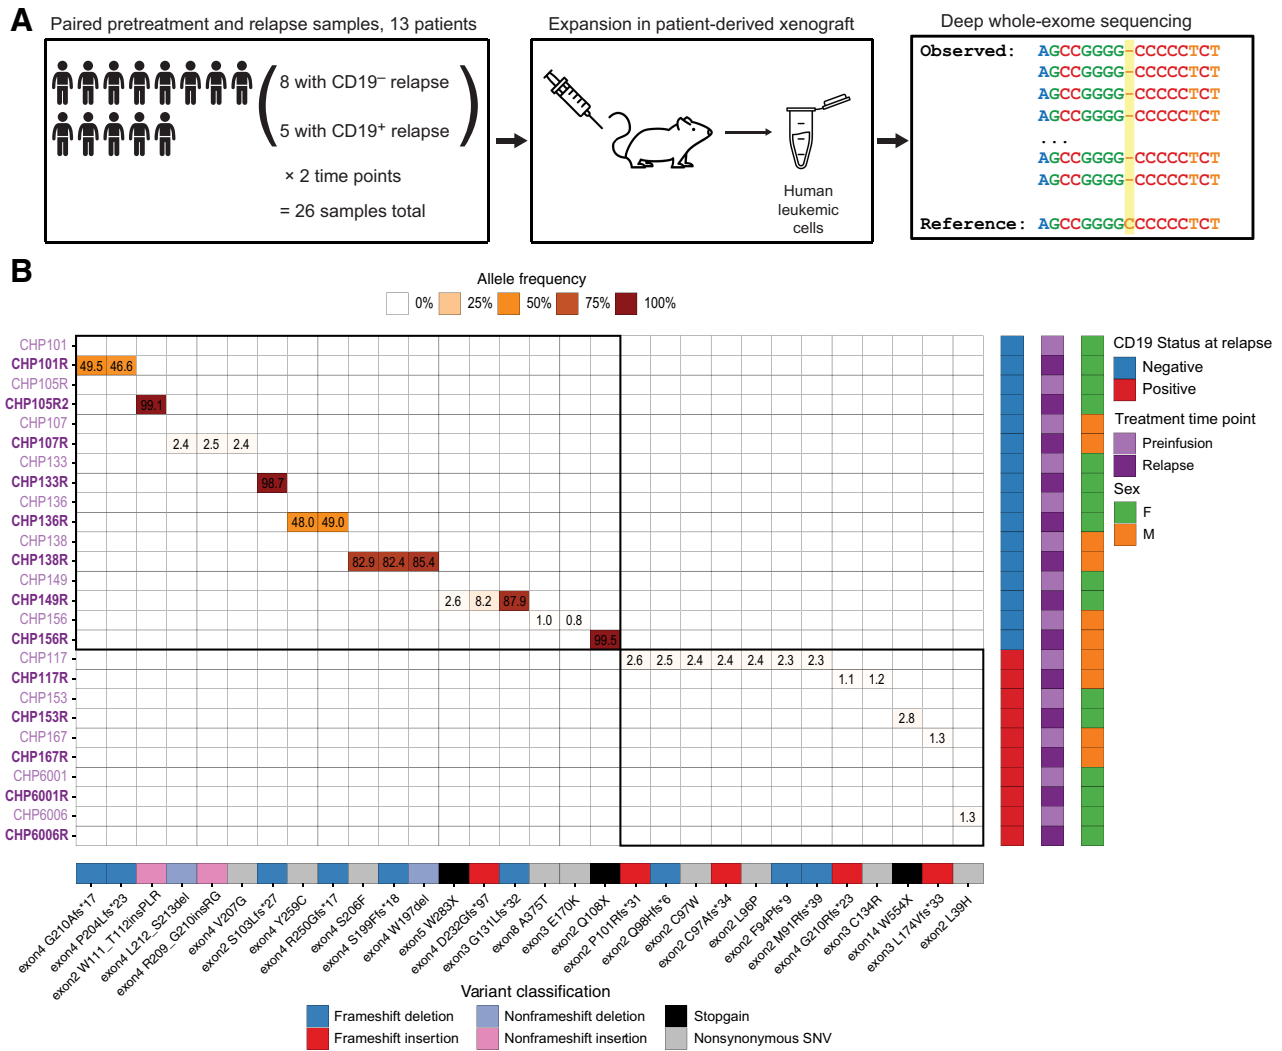 A
Paired pretreatment and relapse samples, 13 patients
8 with CD19– relapse
5 with CD19+ relapse
× 2 time points
= 26 samples total
Expansion in patient-derived xenograft
Human
leukemic
cells
Deep whole-exome sequencing
Observed: AGCCGGGG-CCCCCTCT
AGCCGGGG-CCCCCTCT
AGCCGGGG-CCCCCTCT
AGCCGGGG-CCCCCTCT
...
AGCCGGGG-CCCCCTCT
AGCCGGGG-CCCCCTCT
Reference: AGCCGGGGCCCCCCTCT
B
Allele frequency
0% 25% 50% 75% 100%
CHP101
CHP101R 49.5 46.6
CHP105R
CHP105R2 99.1
CHP107
CHP107R 2.4 2.5 2.4
CHP133
CHP133R 98.7
CHP136
CHP136R 48.0 49.0
CHP138
CHP138R 82.9 82.4 85.4
CHP149
CHP149R 2.6 8.2 87.9
CHP156 1.0 0.8
CHP156R 99.5
CHP117 2.6 2.5 2.4 2.4 2.4 2.3 2.3
CHP117R 1.1 1.2
CHP153
CHP153R 2.8
CHP167 1.3
CHP167R
CHP6001
CHP6001R
CHP6006 1.3
CHP6006R
CD19 Status at relapse
Negative
Positive
Treatment time point
Preinfusion
Relapse
Sex
F
M
exon4 G210Afs*17
exon4 P204Lfs*23
exon2 W111_T112insPLR
exon4 L212_S213del
exon4 R209_G210insRG
exon4 V207G
exon2 S103Lfs*27
exon4 Y259C
exon4 R250Gfs*17
exon4 S206F
exon4 S199Ffs*18
exon4 W197del
exon5 W283X
exon4 D232Gfs*97
exon3 G131Lfs*32
exon8 A375T
exon3 E170K
exon2 Q108X
exon2 P101Rfs*31
exon2 Q98Hfs*6
exon2 C97W
exon2 C97Afs*34
exon2 L96P
exon2 F94Pfs*9
exon2 M91Rfs*39
exon4 G210Rfs*23
exon3 C134R
exon14 W554X
exon3 L174Vfs*33
exon2 L39H
Variant classification
Frameshift deletion
Frameshift insertion
Nonframeshift deletion
Nonframeshift insertion
Stopgain
Nonsynonymous SNV